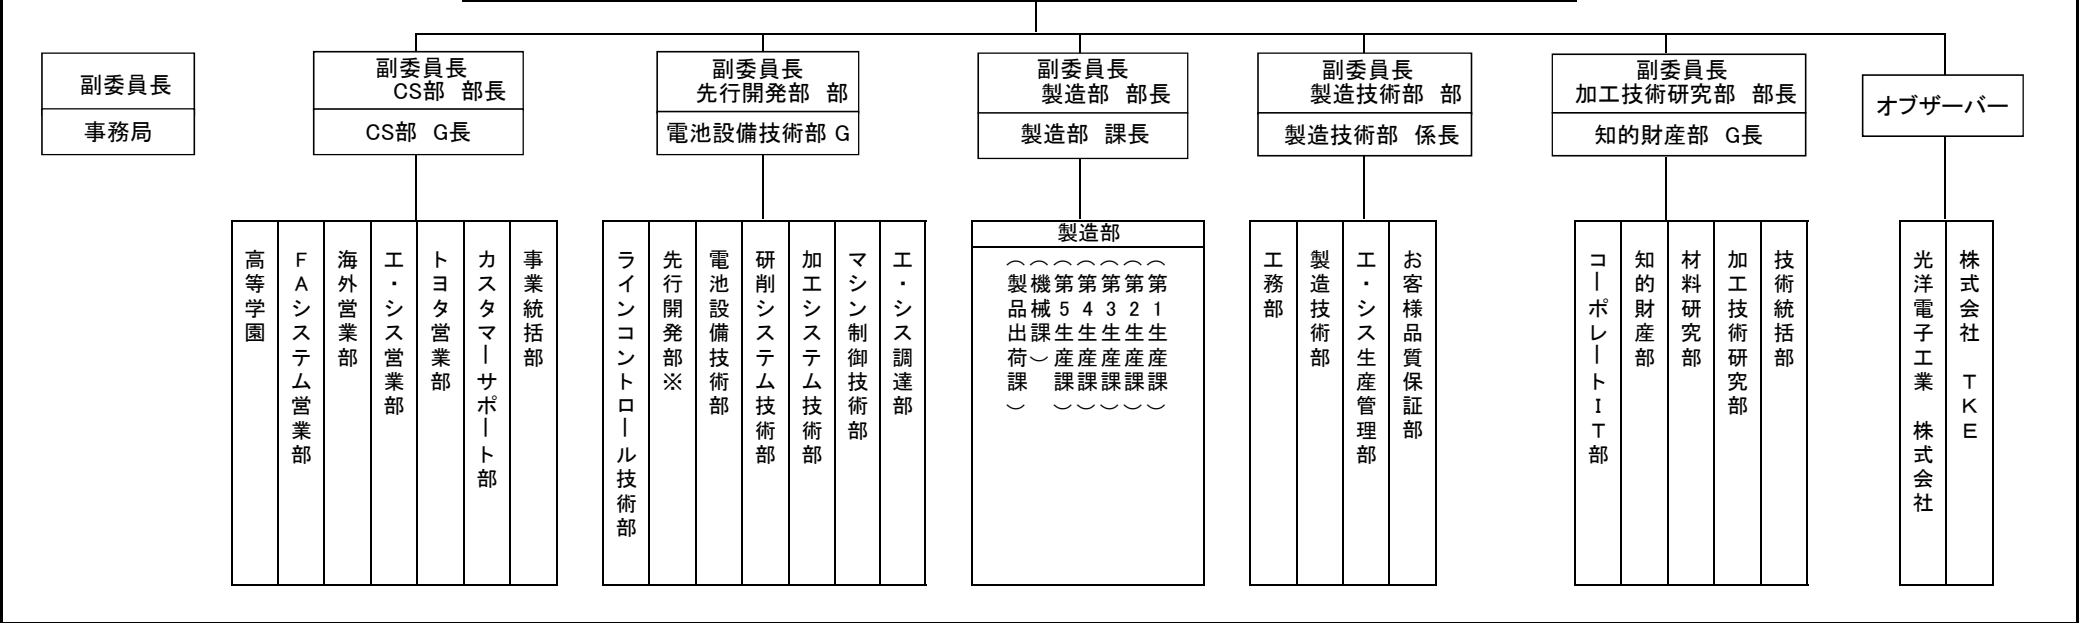 副委員長
事務局
副委員長
CS部 部長
CS部 G長
副委員長
先行開発部 部
電池設備技術部 G
副委員長
製造部 部長
製造部 課長
副委員長
製造技術部 部
製造技術部 係長
副委員長
加工技術研究部 部長
知的財産部 G長
オブザーバー
高等学園
FAシステム営業部
海外営業部
工・シス営業部
トヨタ営業部
カスタマーサポート部
事業統括部
ラインコントロール技術部
先行開発部※
電池設備技術部
研削システム技術部
加工システム技術部
マシン制御技術部
工・シス調達部
製造部
(第1生産課)
(第2生産課)
(第3生産課)
(第4生産課)
(第5生産課)
(機械課)
(製品出荷課)
工務部
製造技術部
工・シス生産管理部
お客様品質保証部
コーポレートIT部
知的財産部
材料研究部
加工技術研究部
技術統括部
光洋電子工業 株式会社
株式会社 TKE